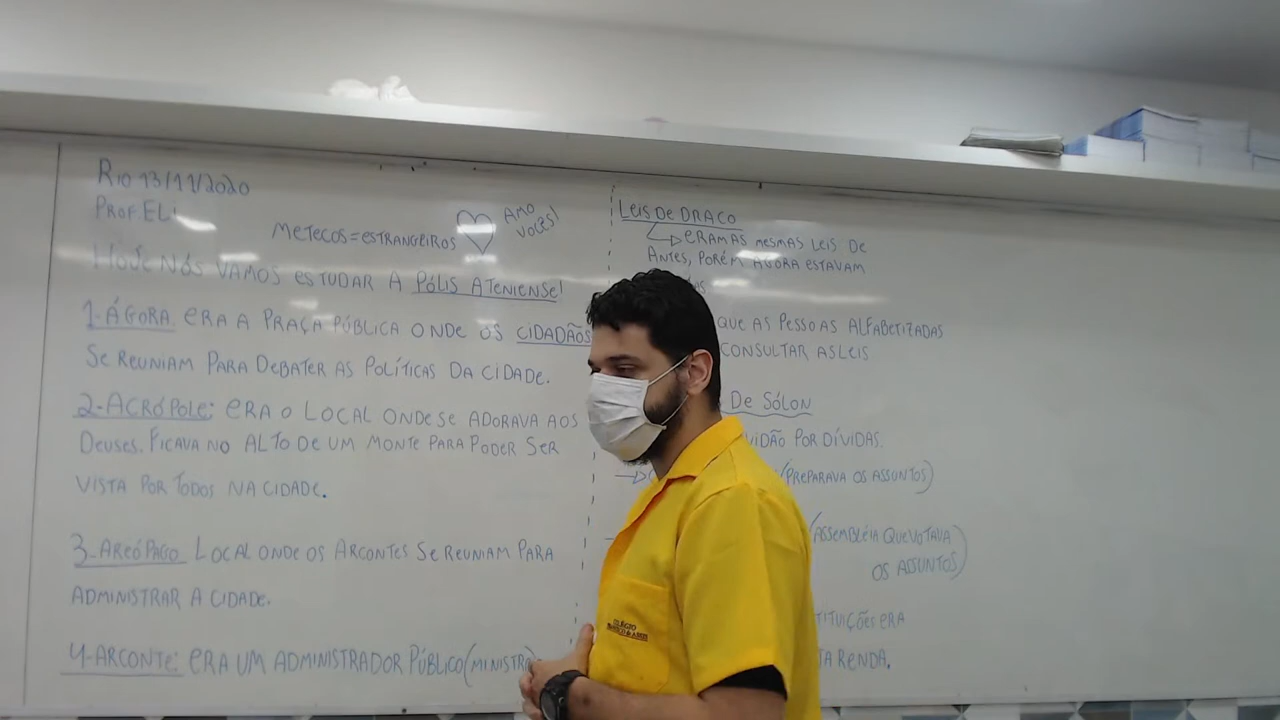 Rio 13/11/2020
Prof Eli
METECOS=ESTRANGEIROS
AMO
VOCÊS!
HOJE NÓS VAMOS ESTUDAR A PÓLIS ATENIENSE!
1-ÁGORA ERA A PRAÇA PÚBLICA ONDE OS CIDADÃOS
SE REUNIAM PARA DEBATER AS POLÍTICAS DA CIDADE.
2-ACRÓPOLE: ERA O LOCAL ONDE SE ADORAVA AOS
DEUSES. FICAVA NO ALTO DE UM MONTE PARA PODER SER
VISTA POR TODOS NA CIDADE.
3-AREÓPAGO LOCAL ONDE OS ARCONTES SE REUNIAM PARA
ADMINISTRAR A CIDADE.
4-ARCONTE: ERA UM ADMINISTRADOR PÚBLICO (MINISTRO)
LEIS DE DRACO
ERAM AS MESMAS LEIS DE
ANTES, PORÉM AGORA ESTAVAM
QUE AS PESSOAS ALFABETIZADAS
CONSULTAR AS LEIS
DE SÓLON
VIDÃO POR DÍVIDAS.
(PREPARAVA OS ASSUNTOS)
(ASSEMBLÉIA QUE VOTAVA
OS ASSUNTOS)
TITUIÇÕES ERA
TA RENDA.
COLÉGIO